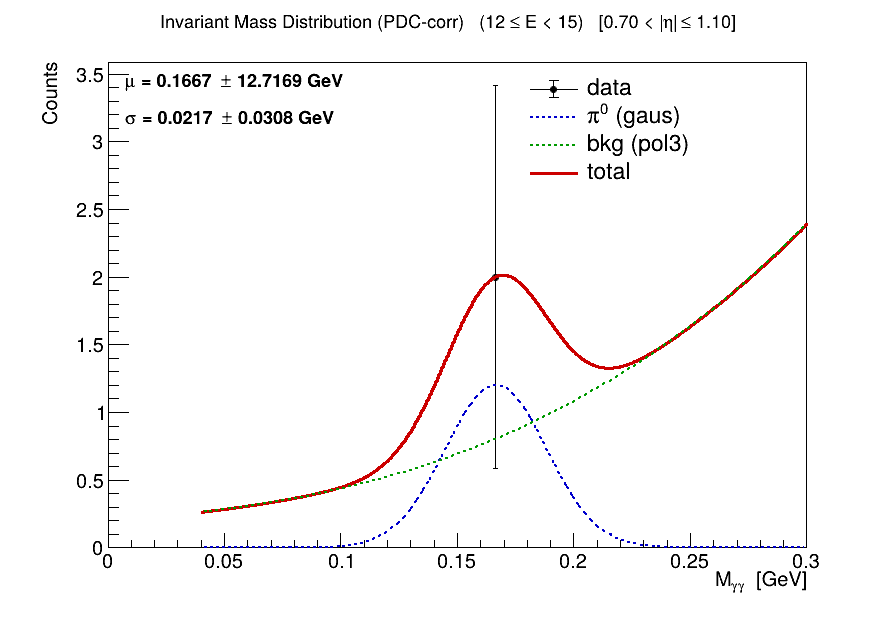 Invariant Mass Distribution (PDC-corr) (12 ≤ E < 15) [0.70 < |η| ≤ 1.10]
Counts
μ = 0.1667 ± 12.7169 GeV
σ = 0.0217 ± 0.0308 GeV
data
π⁰ (gaus)
bkg (pol3)
total
3.5
3
2.5
2
1.5
1
0.5
0
0 0.05 0.1 0.15 0.2 0.25 0.3
Mγγ [GeV]